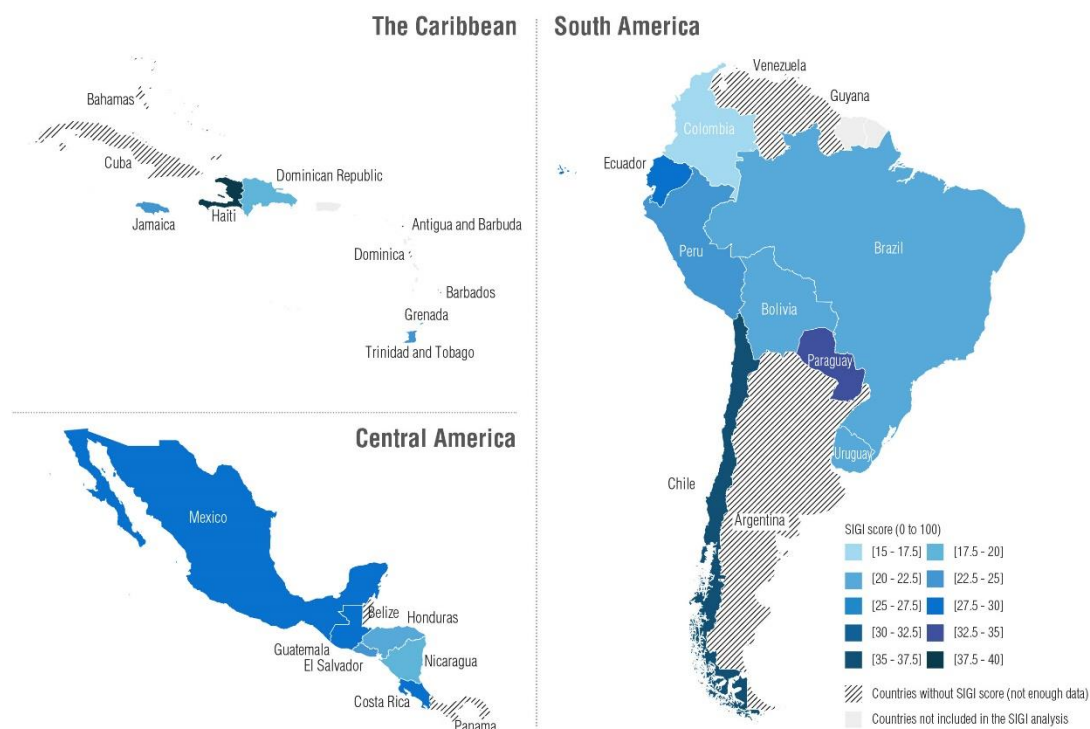 The Caribbean
Bahamas
Cuba
Dominican Republic
Jamaica
Haiti
Antigua and Barbuda
Dominica
Barbados
Grenada
Trinidad and Tobago
Central America
Mexico
Belize
Honduras
Guatemala
El Salvador
Nicaragua
Costa Rica
Panama
South America
Venezuela
Guyana
Colombia
Ecuador
Peru
Brazil
Bolivia
Paraguay
Uruguay
Chile
Argentina
SIGI score (0 to 100)
[15 - 17.5] [17.5 - 20]
[20 - 22.5] [22.5 - 25]
[25 - 27.5] [27.5 - 30]
[30 - 32.5] [32.5 - 35]
[35 - 37.5] [37.5 - 40]
Countries without SIGI score (not enough data)
Countries not included in the SIGI analysis